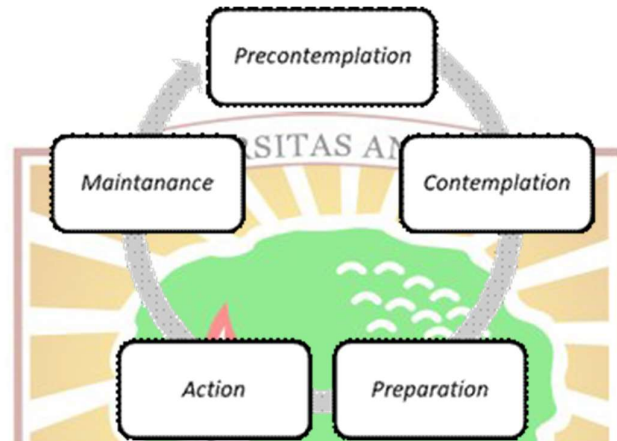 Precontemplation
RSITAS AN
Maintanance
Contemplation
Action
Preparation